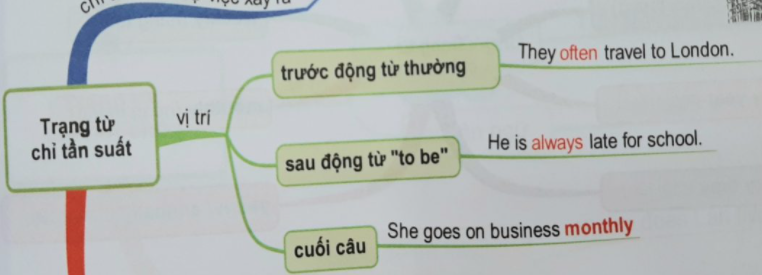 Trạng từ
chỉ tần suất
vị trí
trước động từ thường
They often travel to London.
sau động từ "to be"
He is always late for school.
cuối câu
She goes on business monthly